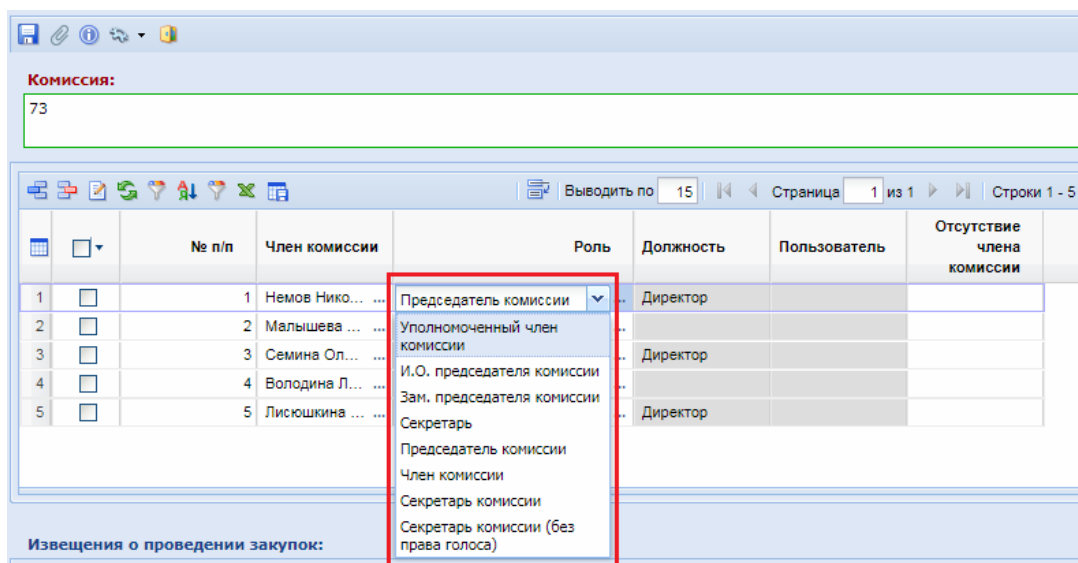 Комиссия:
73
Выводить по 15 Страница 1 из 1 Строки 1 - 5
№ п/п Член комиссии Роль Должность Пользователь Отсутствие
члена
комиссии
1 1 Немов Нико... ... Председатель комиссии ... Директор
2 2 Малышева ... ... ...
3 3 Семина Ол... ... ... Директор
4 4 Володина Л... ... ...
5 5 Лисюшкина ... ... ... Директор
Уполномоченный член
комиссии
И.О. председателя комиссии
Зам. председателя комиссии
Секретарь
Председатель комиссии
Член комиссии
Секретарь комиссии
Секретарь комиссии (без
права голоса)
Извещения о проведении закупок: